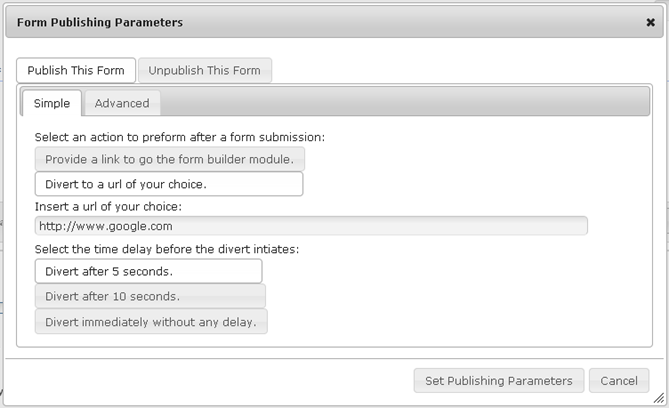 Form Publishing Parameters
Publish This Form Unpublish This Form
Simple Advanced
Select an action to preform after a form submission:
Provide a link to go the form builder module.
Divert to a url of your choice.
Insert a url of your choice:
http://www.google.com
Select the time delay before the divert intiates:
Divert after 5 seconds.
Divert after 10 seconds.
Divert immediately without any delay.
Set Publishing Parameters Cancel